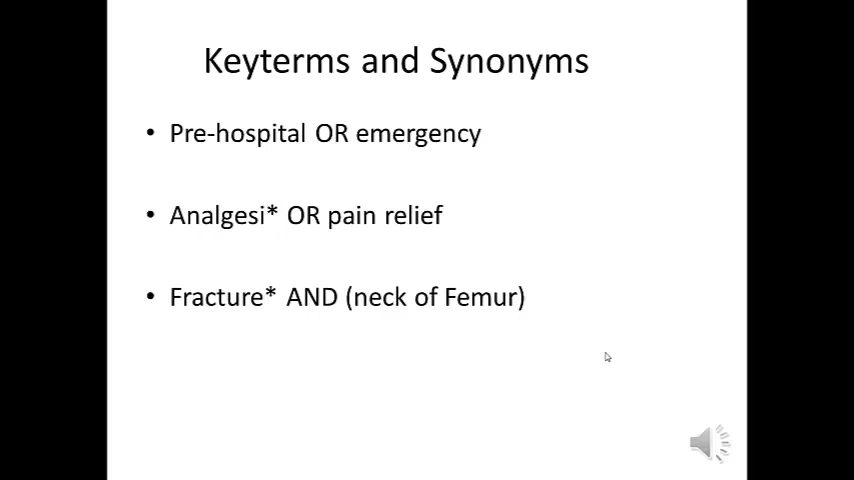 Keyterms and Synonyms
• Pre-hospital OR emergency
• Analgesi* OR pain relief
• Fracture* AND (neck of Femur)